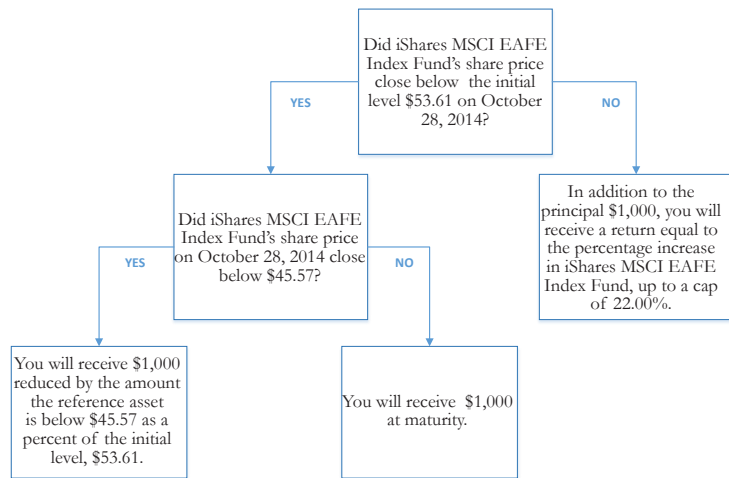 Did iShares MSCI EAFE
Index Fund's share price
close below the initial
level $53.61 on October
28, 2014?
YES
NO
Did iShares MSCI EAFE
Index Fund's share price
on October 28, 2014 close
below $45.57?
In addition to the
principal $1,000, you will
receive a return equal to
the percentage increase
in iShares MSCI EAFE
Index Fund, up to a cap
of 22.00%.
YES
NO
You will receive $1,000
reduced by the amount
the reference asset
is below $45.57 as a
percent of the initial
level, $53.61.
You will receive $1,000
at maturity.